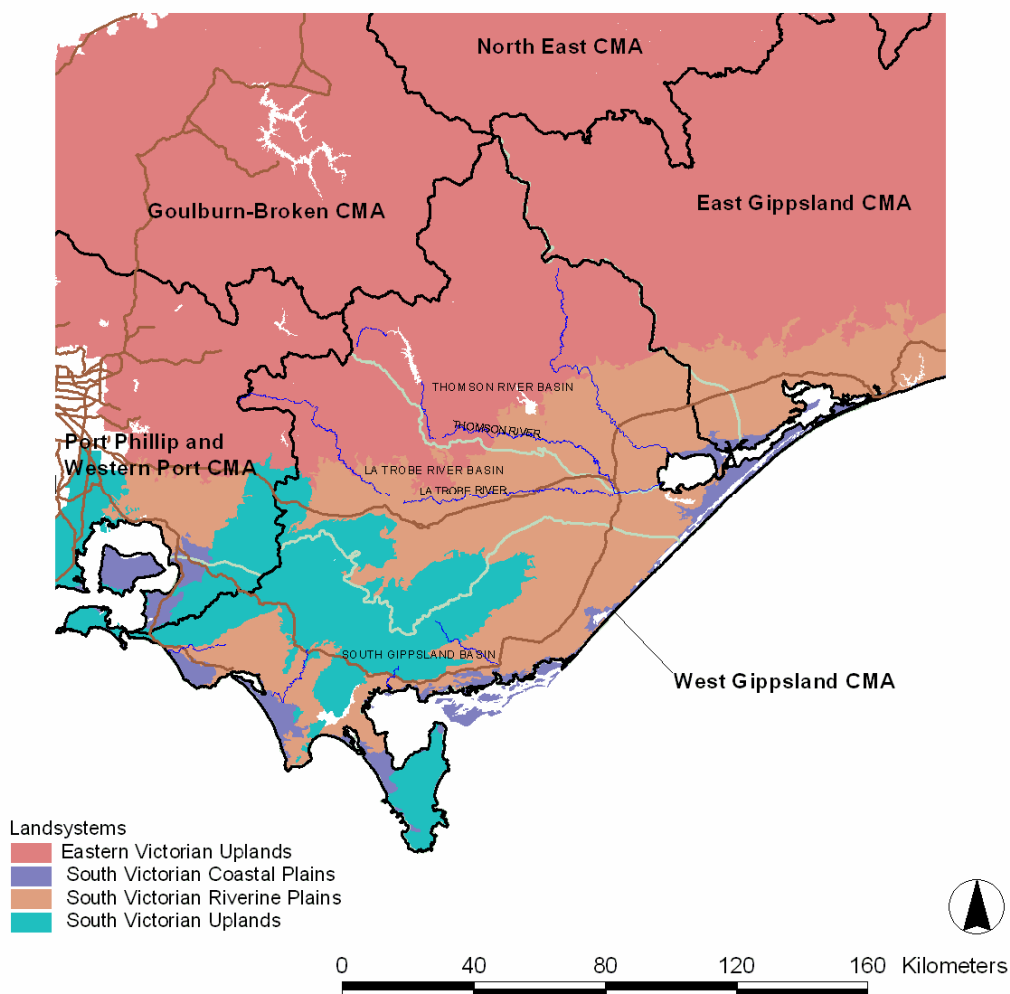 North East CMA
East Gippsland CMA
Goulburn-Broken CMA
THOMSON RIVER BASIN
THOMSON RIVER
Port Phillip and
Western Port CMA
LA TROBE RIVER BASIN
LA TROBE RIVER
SOUTH GIPPSLAND BASIN
West Gippsland CMA
Landsystems
Eastern Victorian Uplands
South Victorian Coastal Plains
South Victorian Riverine Plains
South Victorian Uplands
0 40 80 120 160 Kilometers